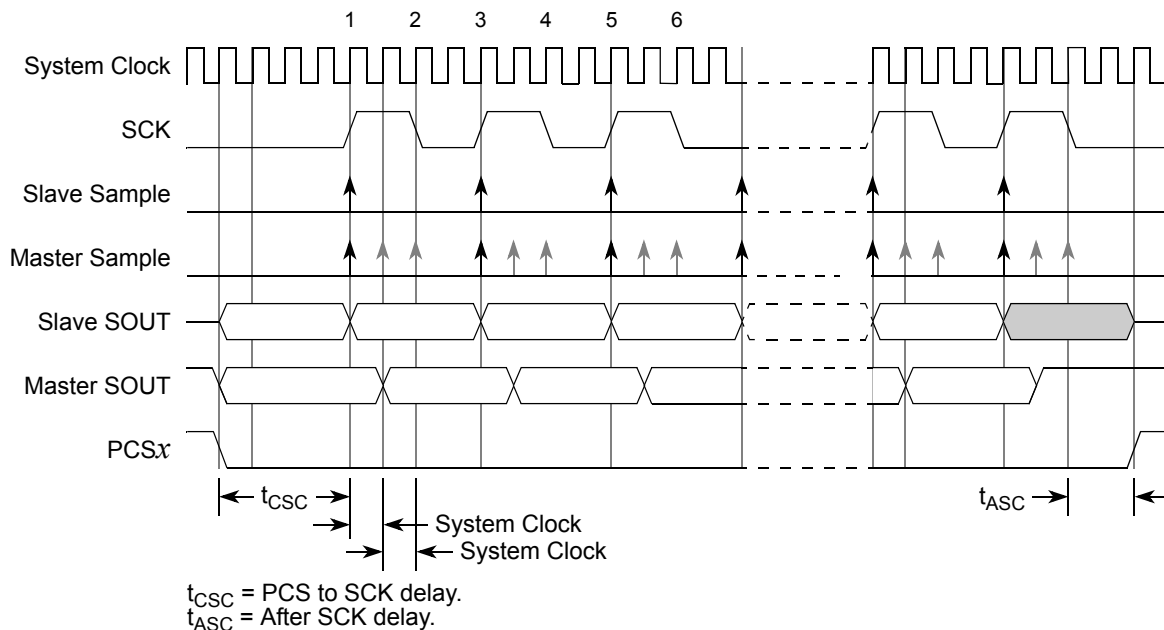 1 2 3 4 5 6
System Clock
SCK
Slave Sample
Master Sample
Slave SOUT
Master SOUT
PCSx
tCSC
tASC
System Clock
System Clock
tCSC = PCS to SCK delay.
tASC = After SCK delay.